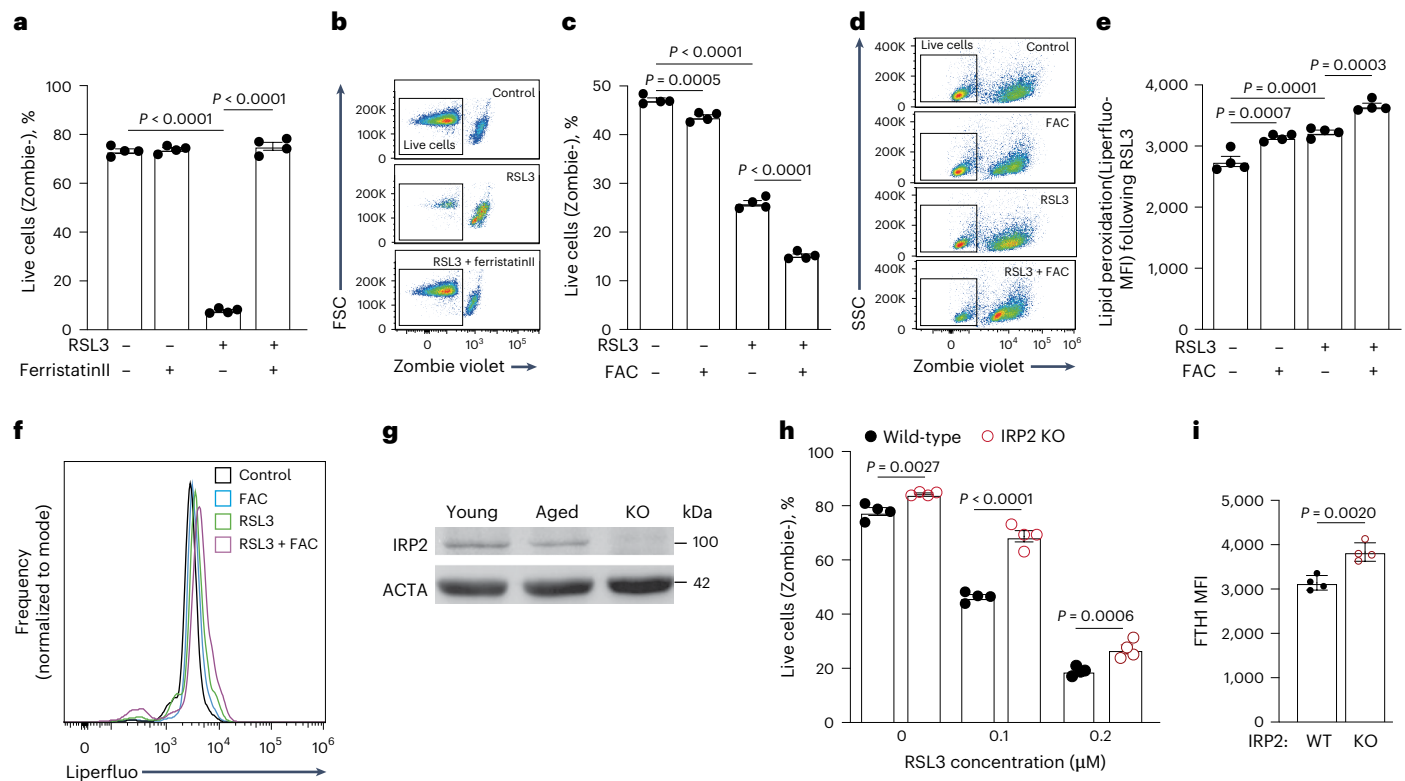 a
Live cells (Zombie-), %
100
80
60
40
20
0
P < 0.0001
P < 0.0001
RSL3 – – + +
FerristatinII – + – +
b
FSC
Control
Live cells
200K
100K
0
RSL3
200K
100K
0
RSL3 + ferristatinII
200K
100K
0
0 10³ 10⁵
Zombie violet
c
Live cells (Zombie-), %
50
40
30
20
10
0
P < 0.0001
P = 0.0005
P < 0.0001
RSL3 – – + +
FAC – + – +
d
SSC
Live cells
Control
400K
200K
0
FAC
400K
200K
0
RSL3
400K
200K
0
RSL3 + FAC
400K
200K
0
0 10⁴ 10⁵ 10⁶
Zombie violet
e
Lipid peroxidation(Liperfluo-
MFI) following RSL3
4,000
3,000
2,000
1,000
0
P = 0.0003
P = 0.0001
P = 0.0007
RSL3 – – + +
FAC – + – +
f
Frequency
(normalized to mode)
Control
FAC
RSL3
RSL3 + FAC
0 10³ 10⁴ 10⁵ 10⁶
Liperfluo
g
Young Aged KO kDa
IRP2 100
ACTA 42
h
Wild-type IRP2 KO
Live cells (Zombie-), %
100
80
60
40
20
0
P = 0.0027
P < 0.0001
P = 0.0006
0 0.1 0.2
RSL3 concentration (µM)
i
FTH1 MFI
5,000
4,000
3,000
2,000
1,000
0
P = 0.0020
IRP2: WT KO